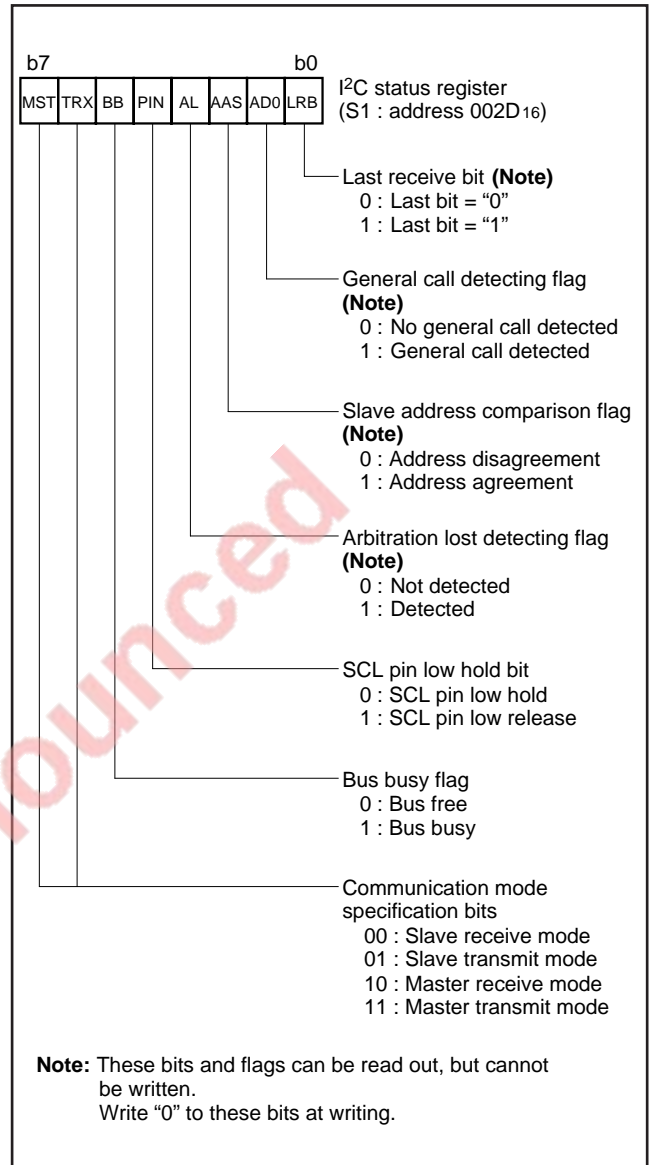 b7 b0
MST TRX BB PIN AL AAS AD0 LRB
I2C status register
(S1 : address 002D16)
Last receive bit (Note)
0 : Last bit = “0”
1 : Last bit = “1”
General call detecting flag
(Note)
0 : No general call detected
1 : General call detected
Slave address comparison flag
(Note)
0 : Address disagreement
1 : Address agreement
Arbitration lost detecting flag
(Note)
0 : Not detected
1 : Detected
SCL pin low hold bit
0 : SCL pin low hold
1 : SCL pin low release
Bus busy flag
0 : Bus free
1 : Bus busy
Communication mode
specification bits
00 : Slave receive mode
01 : Slave transmit mode
10 : Master receive mode
11 : Master transmit mode
Note: These bits and flags can be read out, but cannot
be written.
Write “0” to these bits at writing.
ounced